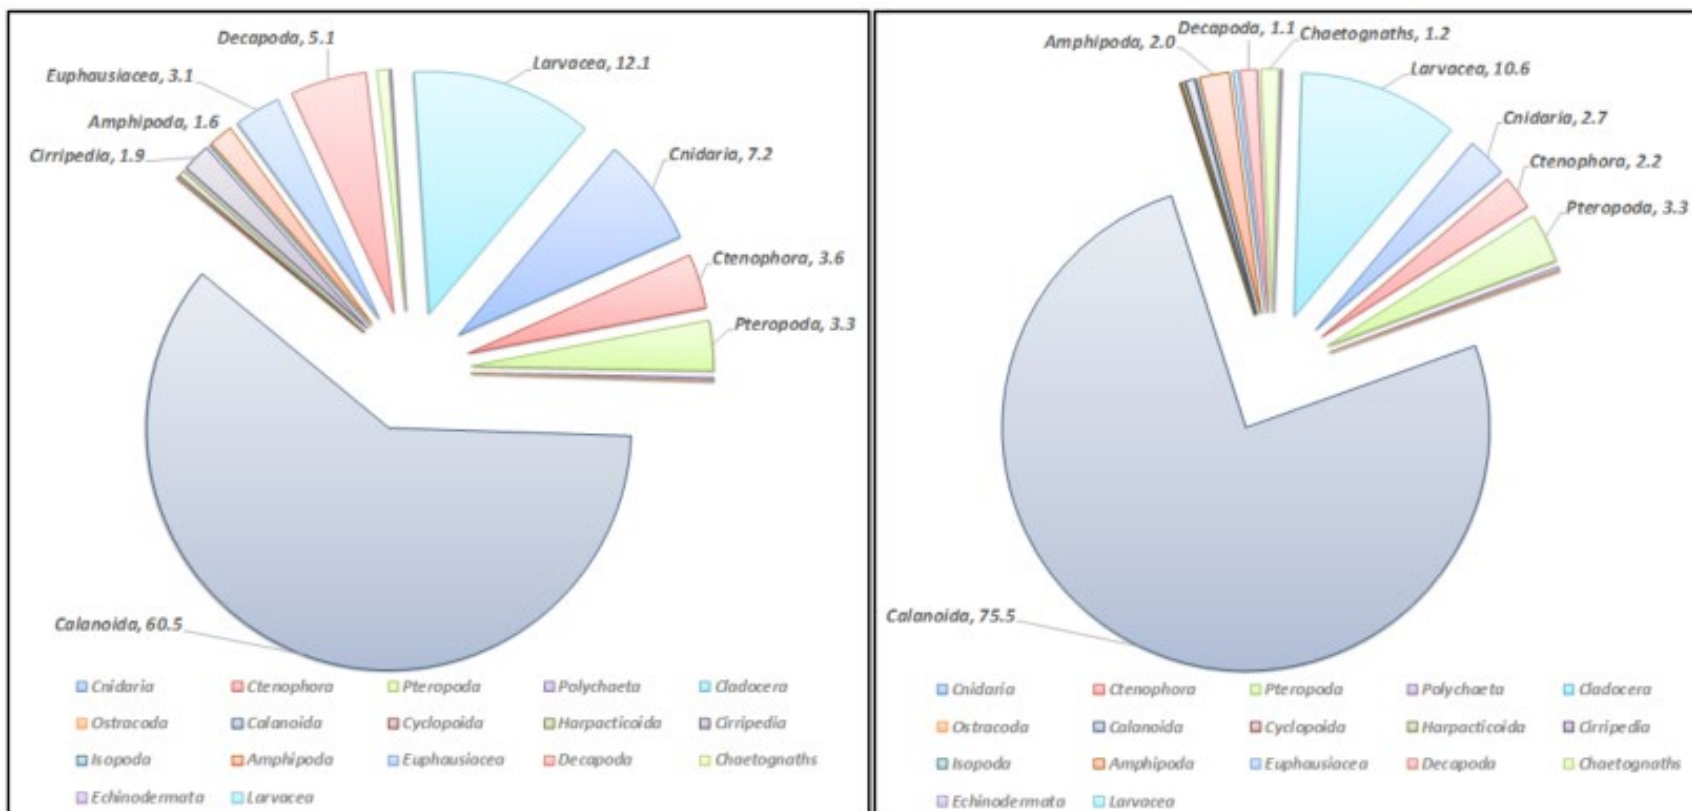 Decapoda, 5.1
Larvacea, 12.1
Euphausiacea, 3.1
Amphipoda, 1.6
Cirripedia, 1.9
Cnidaria, 7.2
Ctenophora, 3.6
Pteropoda, 3.3
Calanoida, 60.5
Cnidaria Ctenophora Pteropoda Polychaeta Cladocera
Ostracoda Calanoida Cyclopoida Harpacticoida Cirripedia
Isopoda Amphipoda Euphausiacea Decapoda Chaetognaths
Echinodermata Larvacea
Decapoda, 1.1
Chaetognaths, 1.2
Amphipoda, 2.0
Larvacea, 10.6
Cnidaria, 2.7
Ctenophora, 2.2
Pteropoda, 3.3
Calanoida, 75.5
Cnidaria Ctenophora Pteropoda Polychaeta Cladocera
Ostracoda Calanoida Cyclopoida Harpacticoida Cirripedia
Isopoda Amphipoda Euphausiacea Decapoda Chaetognaths
Echinodermata Larvacea